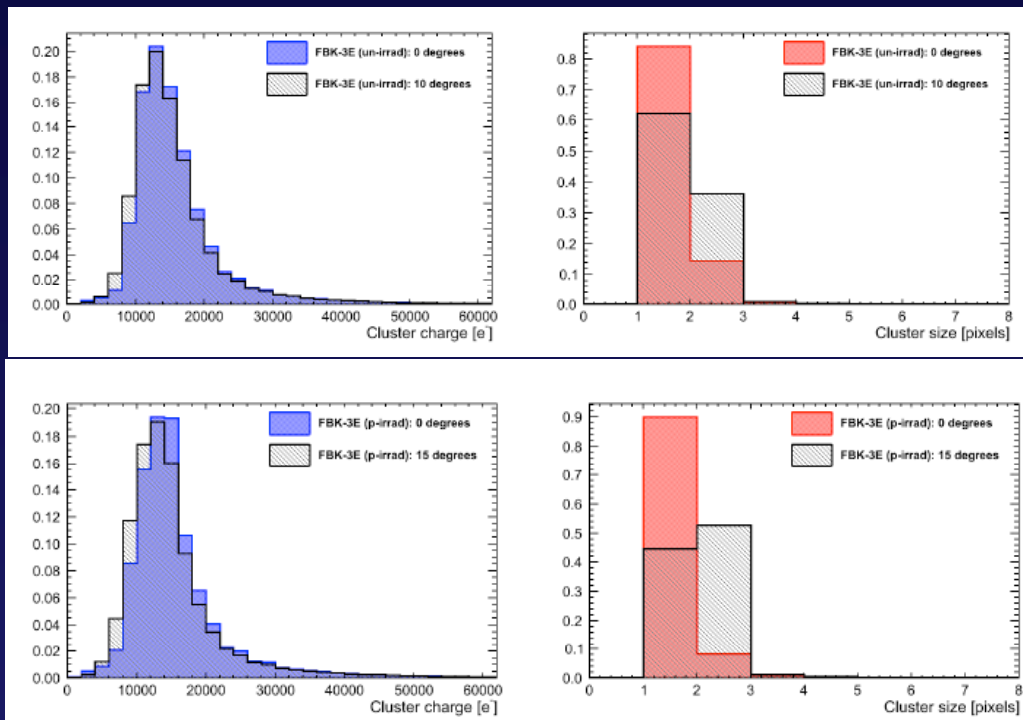 FBK-3E (un-irrad): 0 degrees
FBK-3E (un-irrad): 10 degrees
0.20
0.18
0.16
0.14
0.12
0.10
0.08
0.06
0.04
0.02
0.00
0 10000 20000 30000 40000 50000 60000
Cluster charge [e-]
FBK-3E (un-irrad): 0 degrees
FBK-3E (un-irrad): 10 degrees
0.8
0.7
0.6
0.5
0.4
0.3
0.2
0.1
0.0
0 1 2 3 4 5 6 7 8
Cluster size [pixels]
FBK-3E (p-irrad): 0 degrees
FBK-3E (p-irrad): 15 degrees
0.20
0.18
0.16
0.14
0.12
0.10
0.08
0.06
0.04
0.02
0.00
0 10000 20000 30000 40000 50000 60000
Cluster charge [e-]
FBK-3E (p-irrad): 0 degrees
FBK-3E (p-irrad): 15 degrees
0.9
0.8
0.7
0.6
0.5
0.4
0.3
0.2
0.1
0.0
0 1 2 3 4 5 6 7 8
Cluster size [pixels]